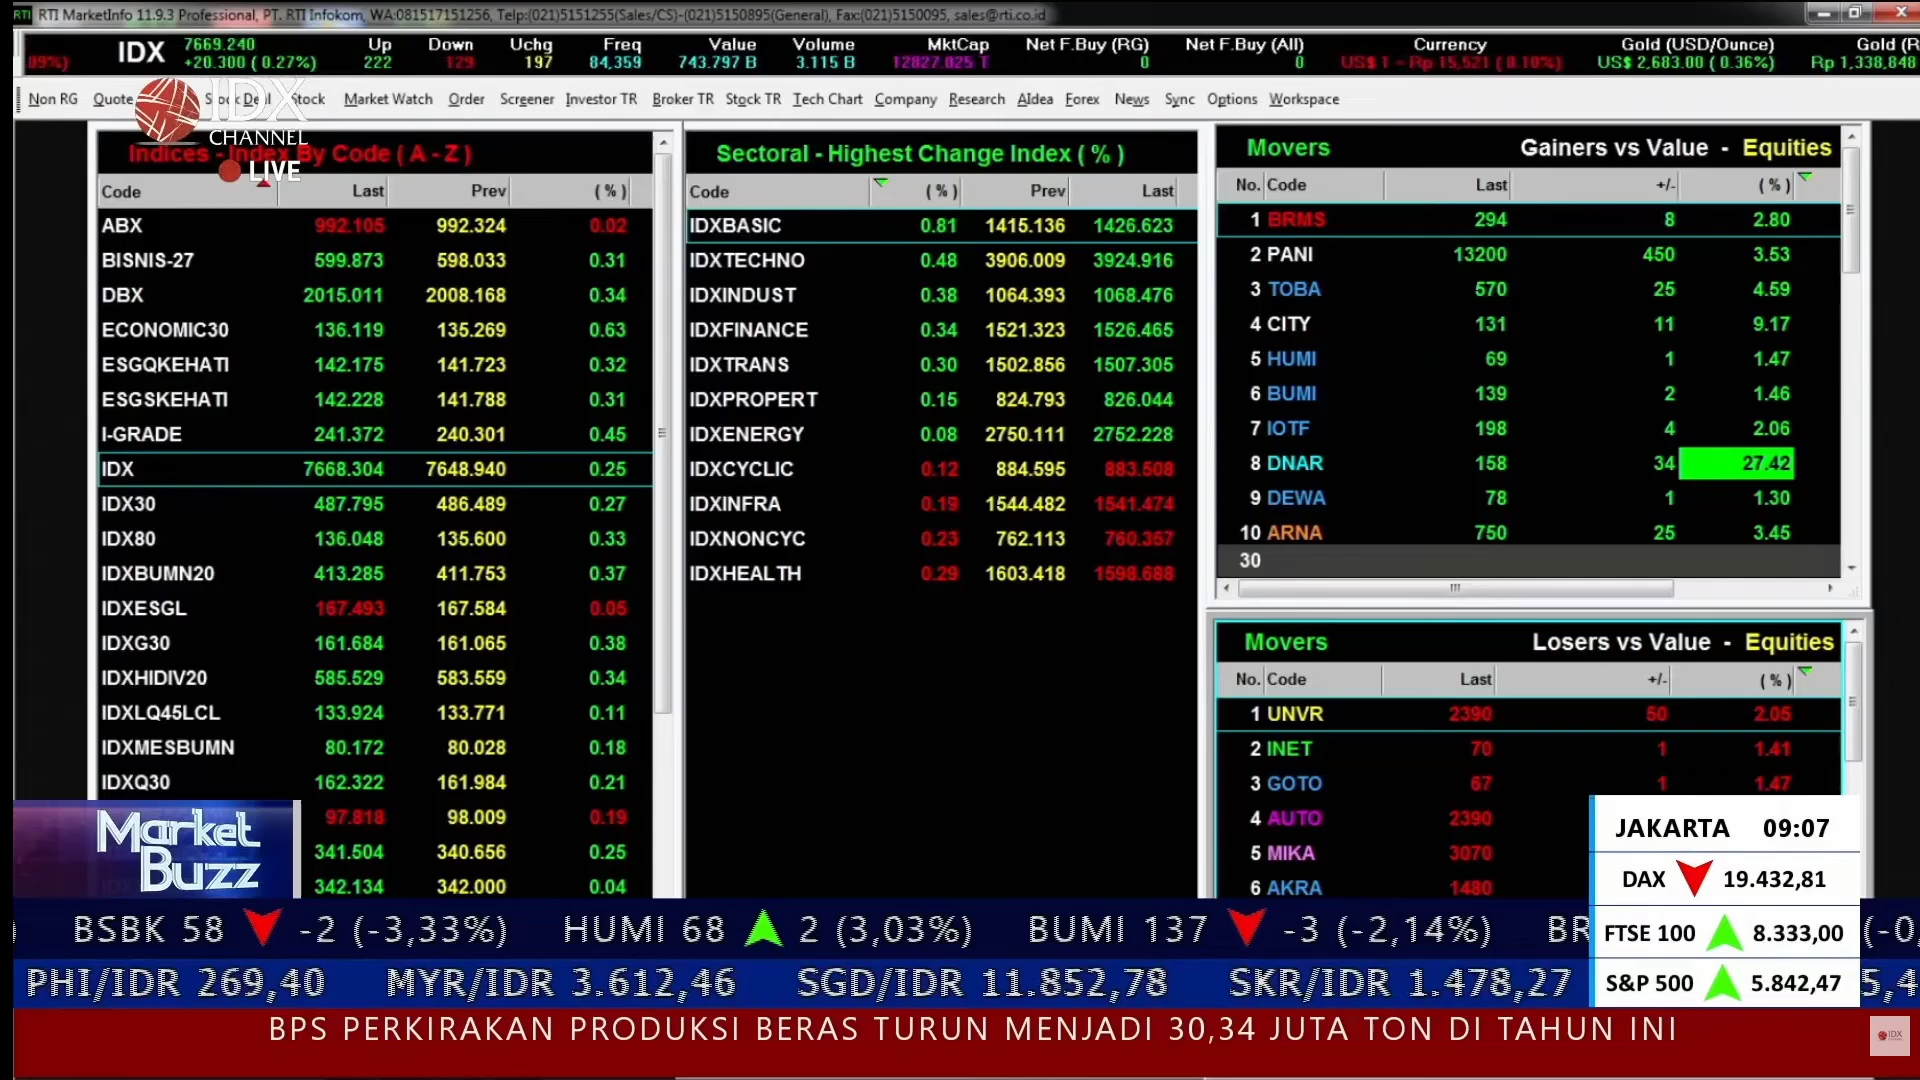 RTI RTI MarketInfo 11.9.3 Professional, PT. RTI Infokom, WA:081517151256, Telp:(021)5151255(Sales/CS)-(021)5150895(General), Fax:(021)5150095, sales@rti.co.id
IDX 7669.240 Up Down Uchg Freq Value Volume MktCap Net F.Buy (RG) Net F.Buy (All) Currency Gold (USD/Ounce) Gold (R
89%) +20.300 ( 0.27%) 222 129 197 84,359 743.797 B 3.115 B 12827.025 T 0 0 US$ 1 = Rp 15,521 ( 0.10%) US$ 2,683.00 ( 0.36%) Rp 1,338,848
Non RG Quote Stock Deal Stock Market Watch Order Screener Investor TR Broker TR Stock TR Tech Chart Company Research AIdea Forex News Sync Options Workspace
IDX
CHANNEL
LIVE
Indices - Index By Code ( A - Z )
Code Last Prev ( % )
ABX 992.105 992.324 0.02
BISNIS-27 599.873 598.033 0.31
DBX 2015.011 2008.168 0.34
ECONOMIC30 136.119 135.269 0.63
ESGQKEHATI 142.175 141.723 0.32
ESGSKEHATI 142.228 141.788 0.31
I-GRADE 241.372 240.301 0.45
IDX 7668.304 7648.940 0.25
IDX30 487.795 486.489 0.27
IDX80 136.048 135.600 0.33
IDXBUMN20 413.285 411.753 0.37
IDXESGL 167.493 167.584 0.05
IDXG30 161.684 161.065 0.38
IDXHIDIV20 585.529 583.559 0.34
IDXLQ45LCL 133.924 133.771 0.11
IDXMESBUMN 80.172 80.028 0.18
IDXQ30 162.322 161.984 0.21
97.818 98.009 0.19
341.504 340.656 0.25
342.134 342.000 0.04
Sectoral - Highest Change Index ( % )
Code ( % ) Prev Last
IDXBASIC 0.81 1415.136 1426.623
IDXTECHNO 0.48 3906.009 3924.916
IDXINDUST 0.38 1064.393 1068.476
IDXFINANCE 0.34 1521.323 1526.465
IDXTRANS 0.30 1502.856 1507.305
IDXPROPERT 0.15 824.793 826.044
IDXENERGY 0.08 2750.111 2752.228
IDXCYCLIC 0.12 884.595 883.508
IDXINFRA 0.19 1544.482 1541.474
IDXNONCYC 0.23 762.113 760.357
IDXHEALTH 0.29 1603.418 1598.688
Movers Gainers vs Value - Equities
No. Code Last +/- ( % )
1 BRMS 294 8 2.80
2 PANI 13200 450 3.53
3 TOBA 570 25 4.59
4 CITY 131 11 9.17
5 HUMI 69 1 1.47
6 BUMI 139 2 1.46
7 IOTF 198 4 2.06
8 DNAR 158 34 27.42
9 DEWA 78 1 1.30
10 ARNA 750 25 3.45
30
Movers Losers vs Value - Equities
No. Code Last +/- ( % )
1 UNVR 2390 50 2.05
2 INET 70 1 1.41
3 GOTO 67 1 1.47
4 AUTO 2390
5 MIKA 3070
6 AKRA 1480
Market
Buzz
JAKARTA 09:07
DAX 19.432,81
FTSE 100 8.333,00
S&P 500 5.842,47
BSBK 58 -2 (-3,33%) HUMI 68 2 (3,03%) BUMI 137 -3 (-2,14%) BR (-0,
PHI/IDR 269,40 MYR/IDR 3.612,46 SGD/IDR 11.852,78 SKR/IDR 1.478,27 5,4
BPS PERKIRAKAN PRODUKSI BERAS TURUN MENJADI 30,34 JUTA TON DI TAHUN INI
IDX